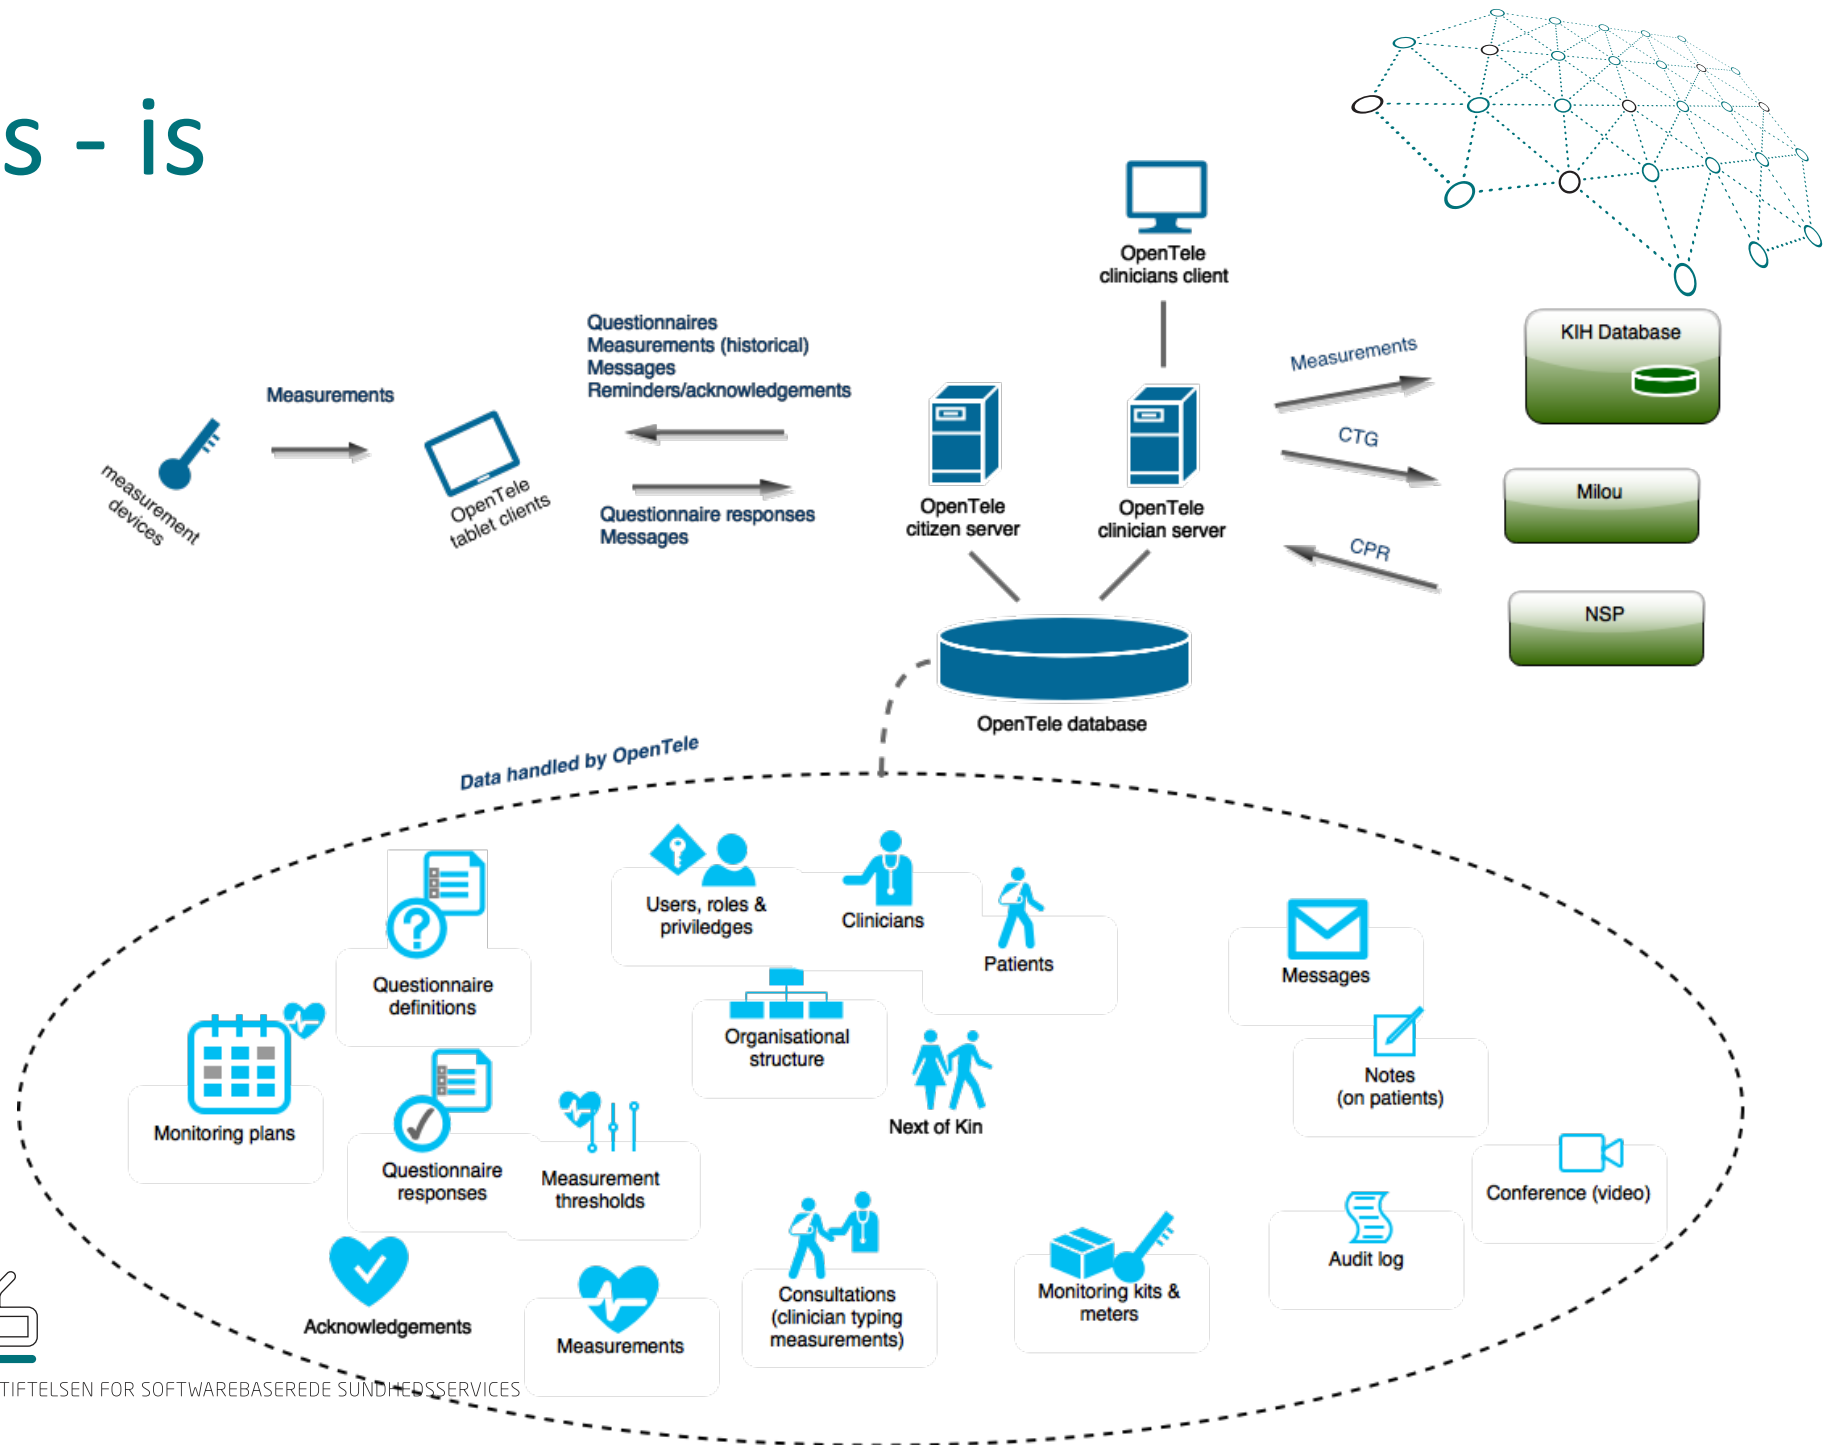 s - is
OpenTele
clinicians client
Questionnaires
Measurements (historical)
Messages
Reminders/acknowledgements
Measurements
measurement
devices
OpenTele
tablet clients
Questionnaire responses
Messages
OpenTele
citizen server
OpenTele
clinician server
Measurements
CTG
CPR
KIH Database
Milou
NSP
OpenTele database
Data handled by OpenTele
Users, roles &
priviledges
Clinicians
Patients
Messages
Questionnaire
definitions
Organisational
structure
Notes
(on patients)
Monitoring plans
Next of Kin
Questionnaire
responses
Measurement
thresholds
Conference (video)
Audit log
Acknowledgements
Measurements
Consultations
(clinician typing
measurements)
Monitoring kits &
meters
TIFTELSEN FOR SOFTWAREBASEREDE SUNDHEDSSERVICES